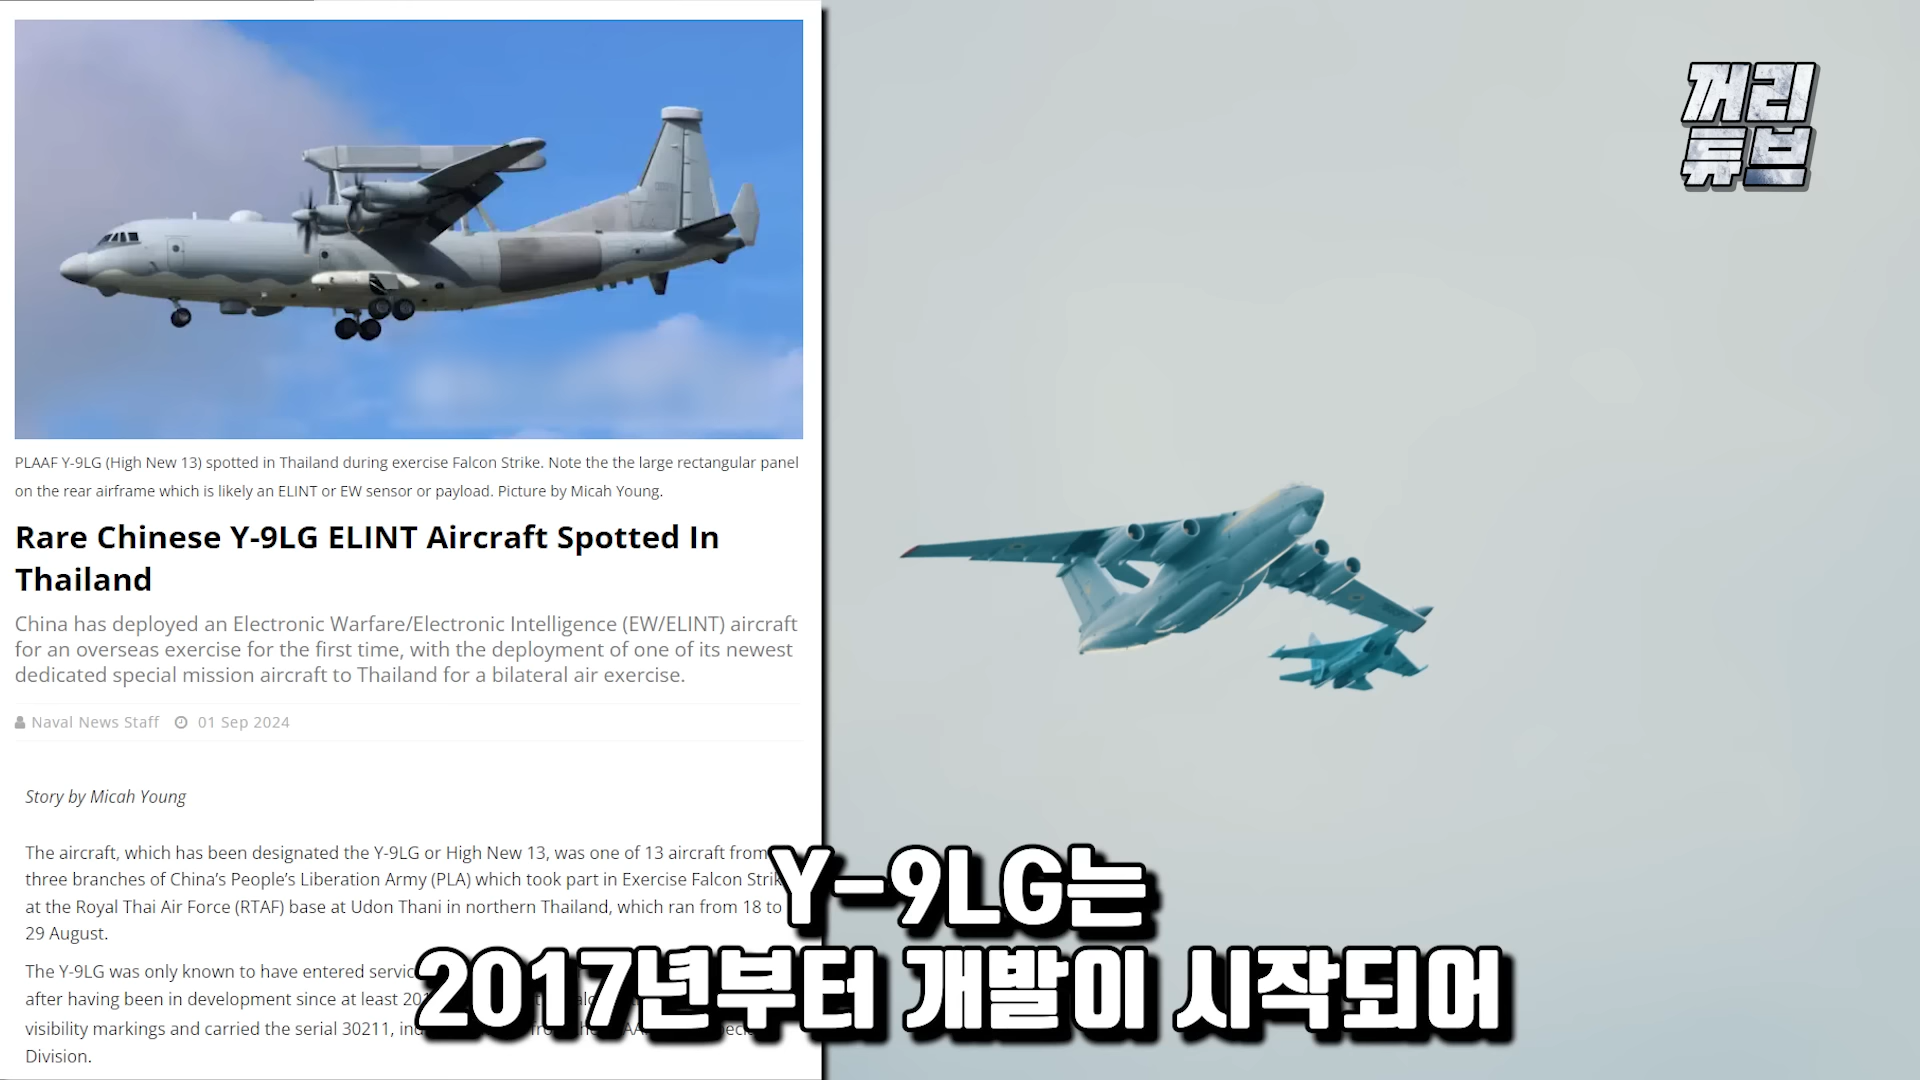 꺼리
튜브
PLAAF Y-9LG (High New 13) spotted in Thailand during exercise Falcon Strike. Note the the large rectangular panel
on the rear airframe which is likely an ELINT or EW sensor or payload. Picture by Micah Young.
Rare Chinese Y-9LG ELINT Aircraft Spotted In
Thailand
China has deployed an Electronic Warfare/Electronic Intelligence (EW/ELINT) aircraft
for an overseas exercise for the first time, with the deployment of one of its newest
dedicated special mission aircraft to Thailand for a bilateral air exercise.
Naval News Staff 01 Sep 2024
Story by Micah Young
The aircraft, which has been designated the Y-9LG or High New 13, was one of 13 aircraft from
three branches of China's People's Liberation Army (PLA) which took part in Exercise Falcon
at the Royal Thai Air Force (RTAF) base at Udon Thani in northern Thailand, which ran from 18 to
29 August.
The Y-9LG was only known to have entered
after having been in development since at least
visibility markings and carried the serial 30211,
Division.
Y-9LG는
2017년부터 개발이 시작되어